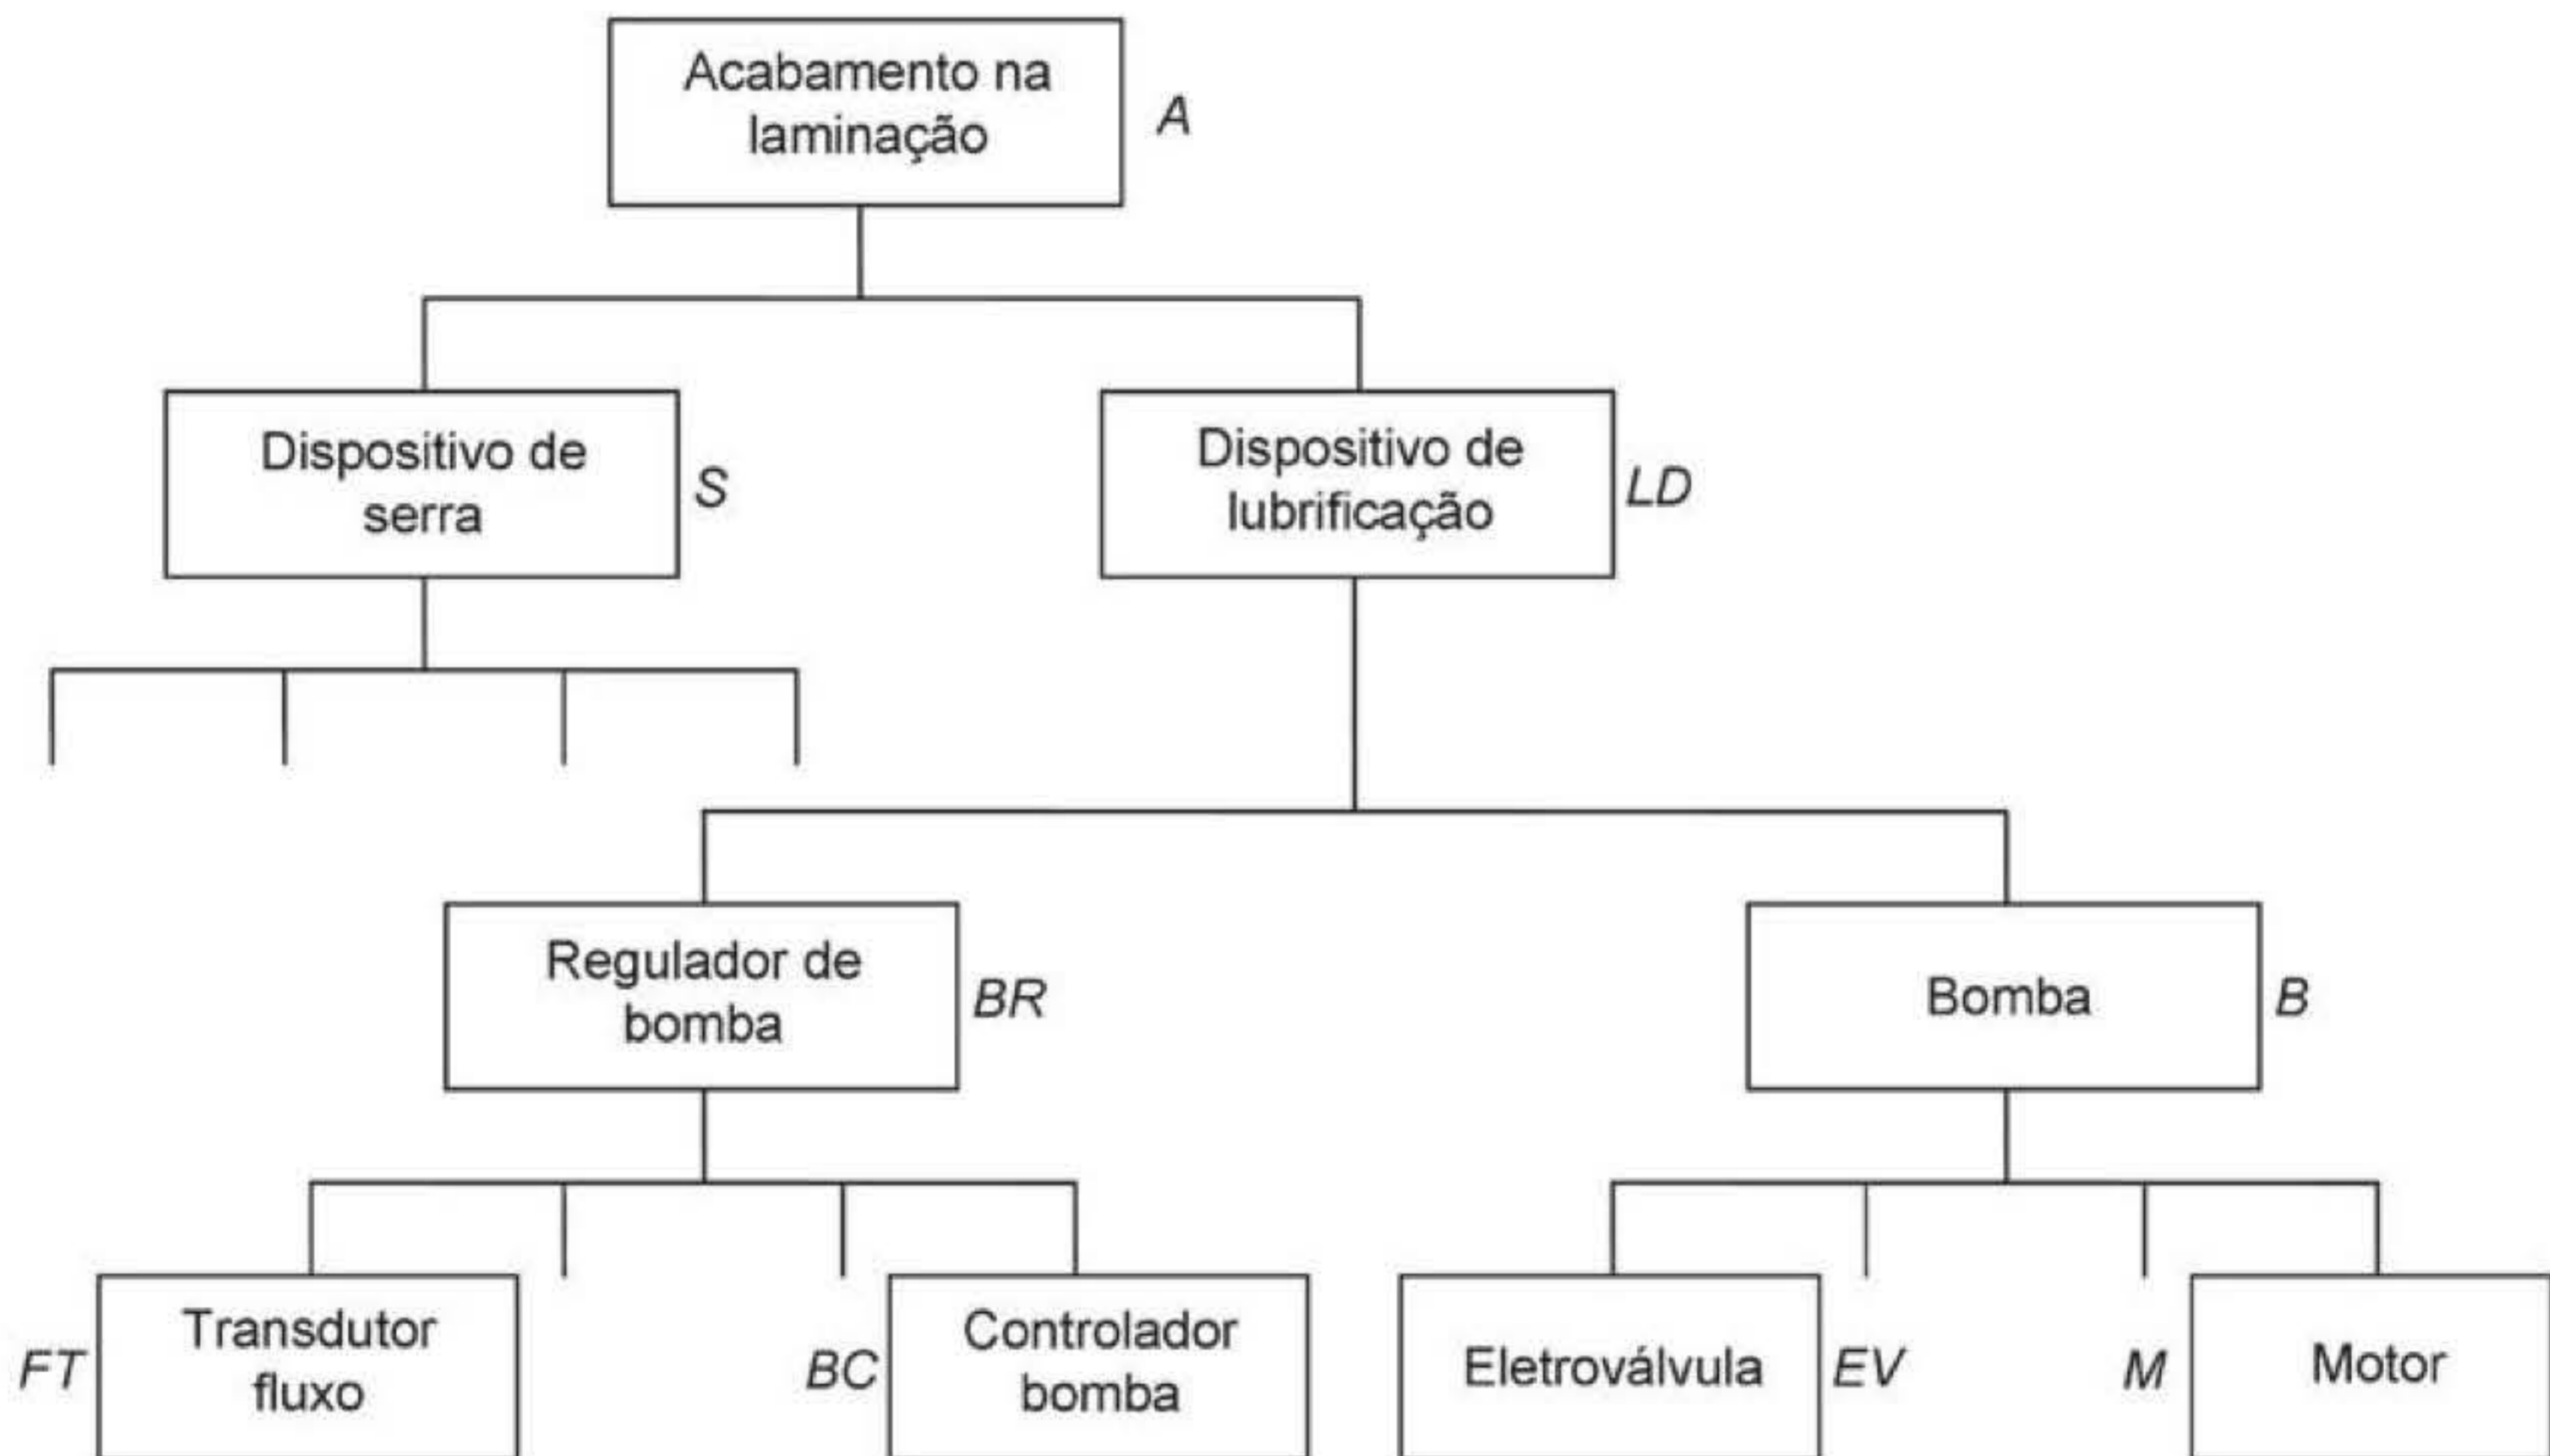 Acabamento na
laminação
A
Dispositivo de
serra
S
Dispositivo de
lubrificação
LD
Regulador de
bomba
BR
Bomba
B
FT
Transdutor
fluxo
BC
Controlador
bomba
Eletroválvula
EV
M
Motor